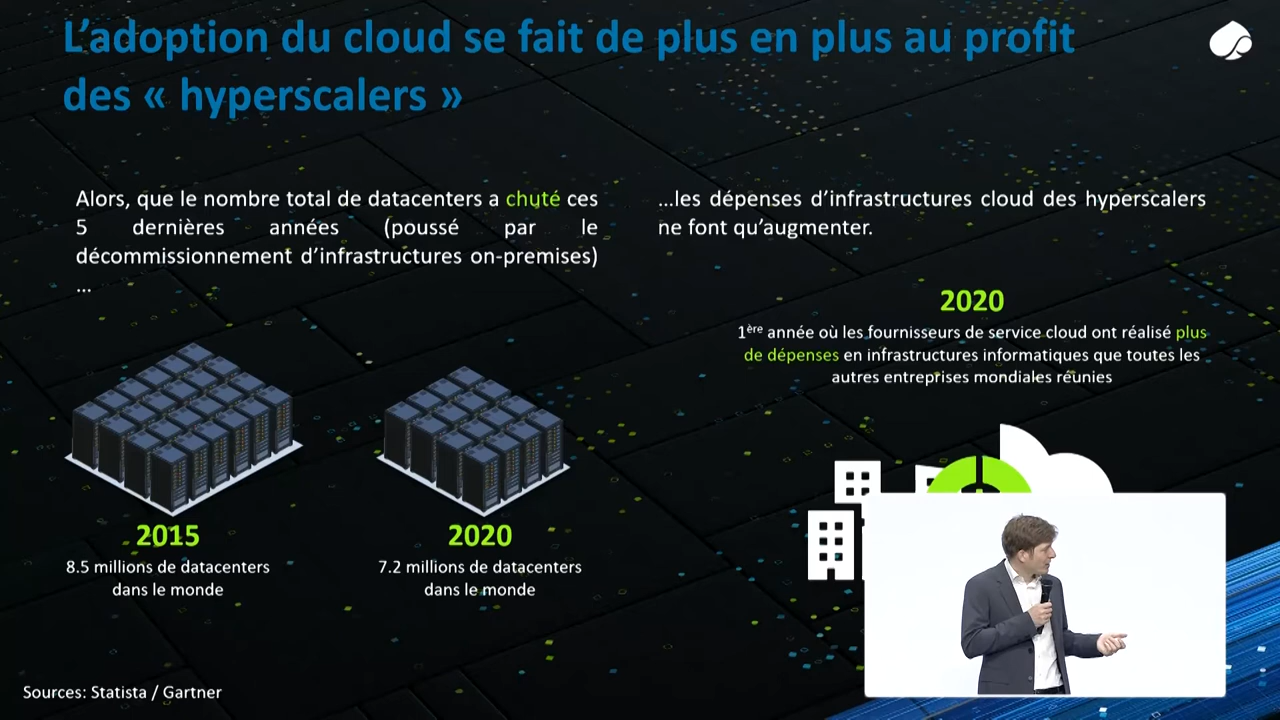 L'adoption du cloud se fait de plus en plus au profit
des « hyperscalers »
Alors, que le nombre total de datacenters a chuté ces
5 dernières années (poussé par le
décommissionnement d'infrastructures on-premises)
...
...les dépenses d'infrastructures cloud des hyperscalers
ne font qu'augmenter.
2020
1ère année où les fournisseurs de service cloud ont réalisé plus
de dépenses en infrastructures informatiques que toutes les
autres entreprises mondiales réunies
2015
8.5 millions de datacenters
dans le monde
2020
7.2 millions de datacenters
dans le monde
Sources: Statista / Gartner